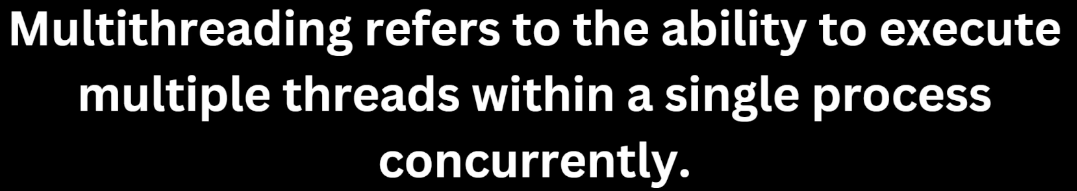 Multithreading refers to the ability to execute
multiple threads within a single process
concurrently.